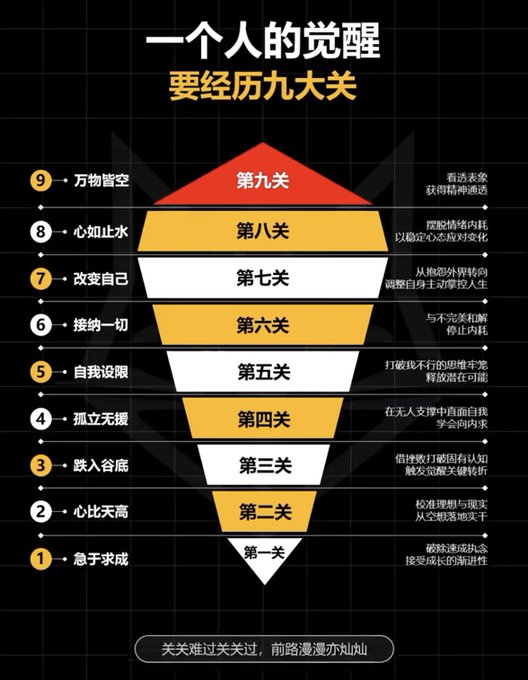 一个人的觉醒
要经历九大关
9 万物皆空 第九关 看透表象
获得精神通透
8 心如止水 第八关 摆脱情绪内耗
以稳定心态应对变化
7 改变自己 第七关 从抱怨外界转向
调整自身主动掌控人生
6 接纳一切 第六关 与不完美和解
停止内耗
5 自我设限 第五关 打破我不行的思维牢笼
释放潜在可能
4 孤立无援 第四关 在无人支撑中直面自我
学会向内求
3 跌入谷底 第三关 借挫败打破固有认知
触发觉醒关键转折
2 心比天高 第二关 校准理想与现实
从空想落地实干
1 急于求成 第一关 破除速成执念
接受成长的渐进性
关关难过关关过，前路漫漫亦灿灿